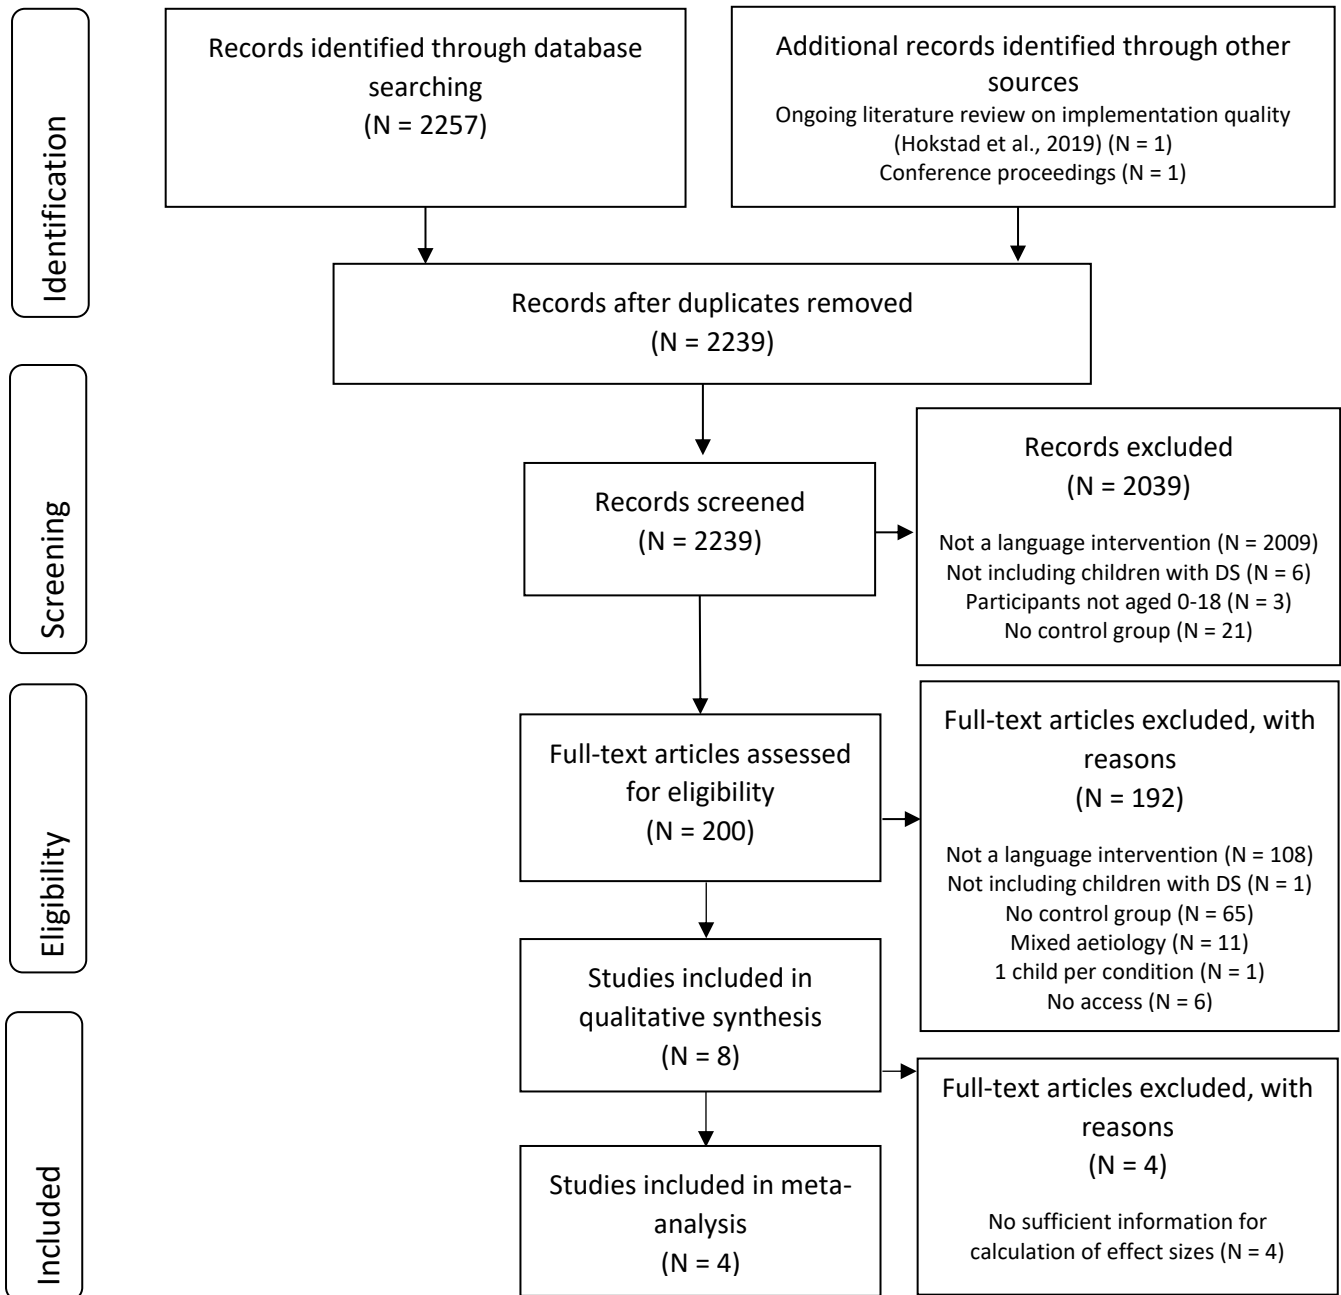 Identification
Records identified through database
searching
(N = 2257)
Additional records identified through other
sources
Ongoing literature review on implementation quality
(Hokstad et al., 2019) (N = 1)
Conference proceedings (N = 1)
Records after duplicates removed
(N = 2239)
Screening
Records screened
(N = 2239)
Records excluded
(N = 2039)
Not a language intervention (N = 2009)
Not including children with DS (N = 6)
Participants not aged 0-18 (N = 3)
No control group (N = 21)
Eligibility
Full-text articles assessed
for eligibility
(N = 200)
Full-text articles excluded, with
reasons
(N = 192)
Not a language intervention (N = 108)
Not including children with DS (N = 1)
No control group (N = 65)
Mixed aetiology (N = 11)
1 child per condition (N = 1)
No access (N = 6)
Studies included in
qualitative synthesis
(N = 8)
Included
Full-text articles excluded, with
reasons
(N = 4)
No sufficient information for
calculation of effect sizes (N = 4)
Studies included in meta-
analysis
(N = 4)